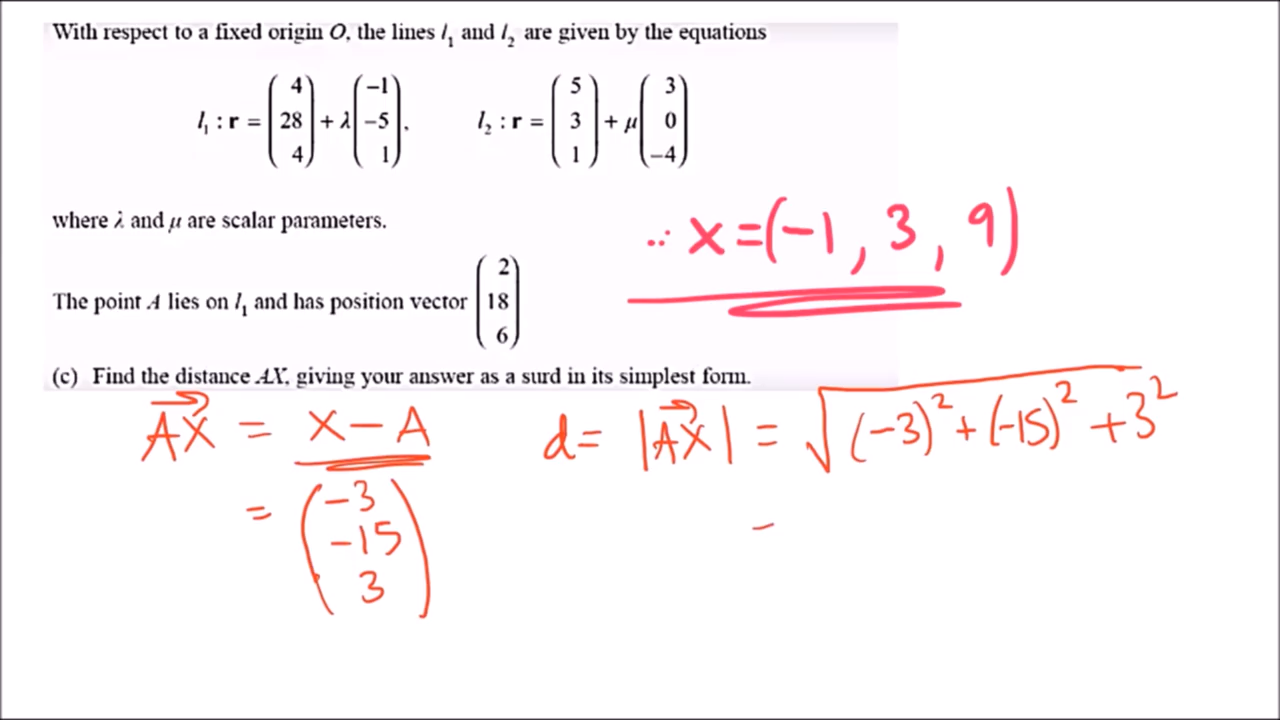 With respect to a fixed origin O, the lines l₁ and l₂ are given by the equations
l₁ : r = (4 28 4) + λ(−1 −5 1), l₂ : r = (5 3 1) + μ(3 0 −4)
where λ and μ are scalar parameters.
∴ X = (−1, 3, 9)
The point A lies on l₁ and has position vector (2 18 6)
(c) Find the distance AX, giving your answer as a surd in its simplest form.
AX⃗ = X − A d = |AX⃗| = √((−3)² + (−15)² + 3²)
= (−3 −15 3) −